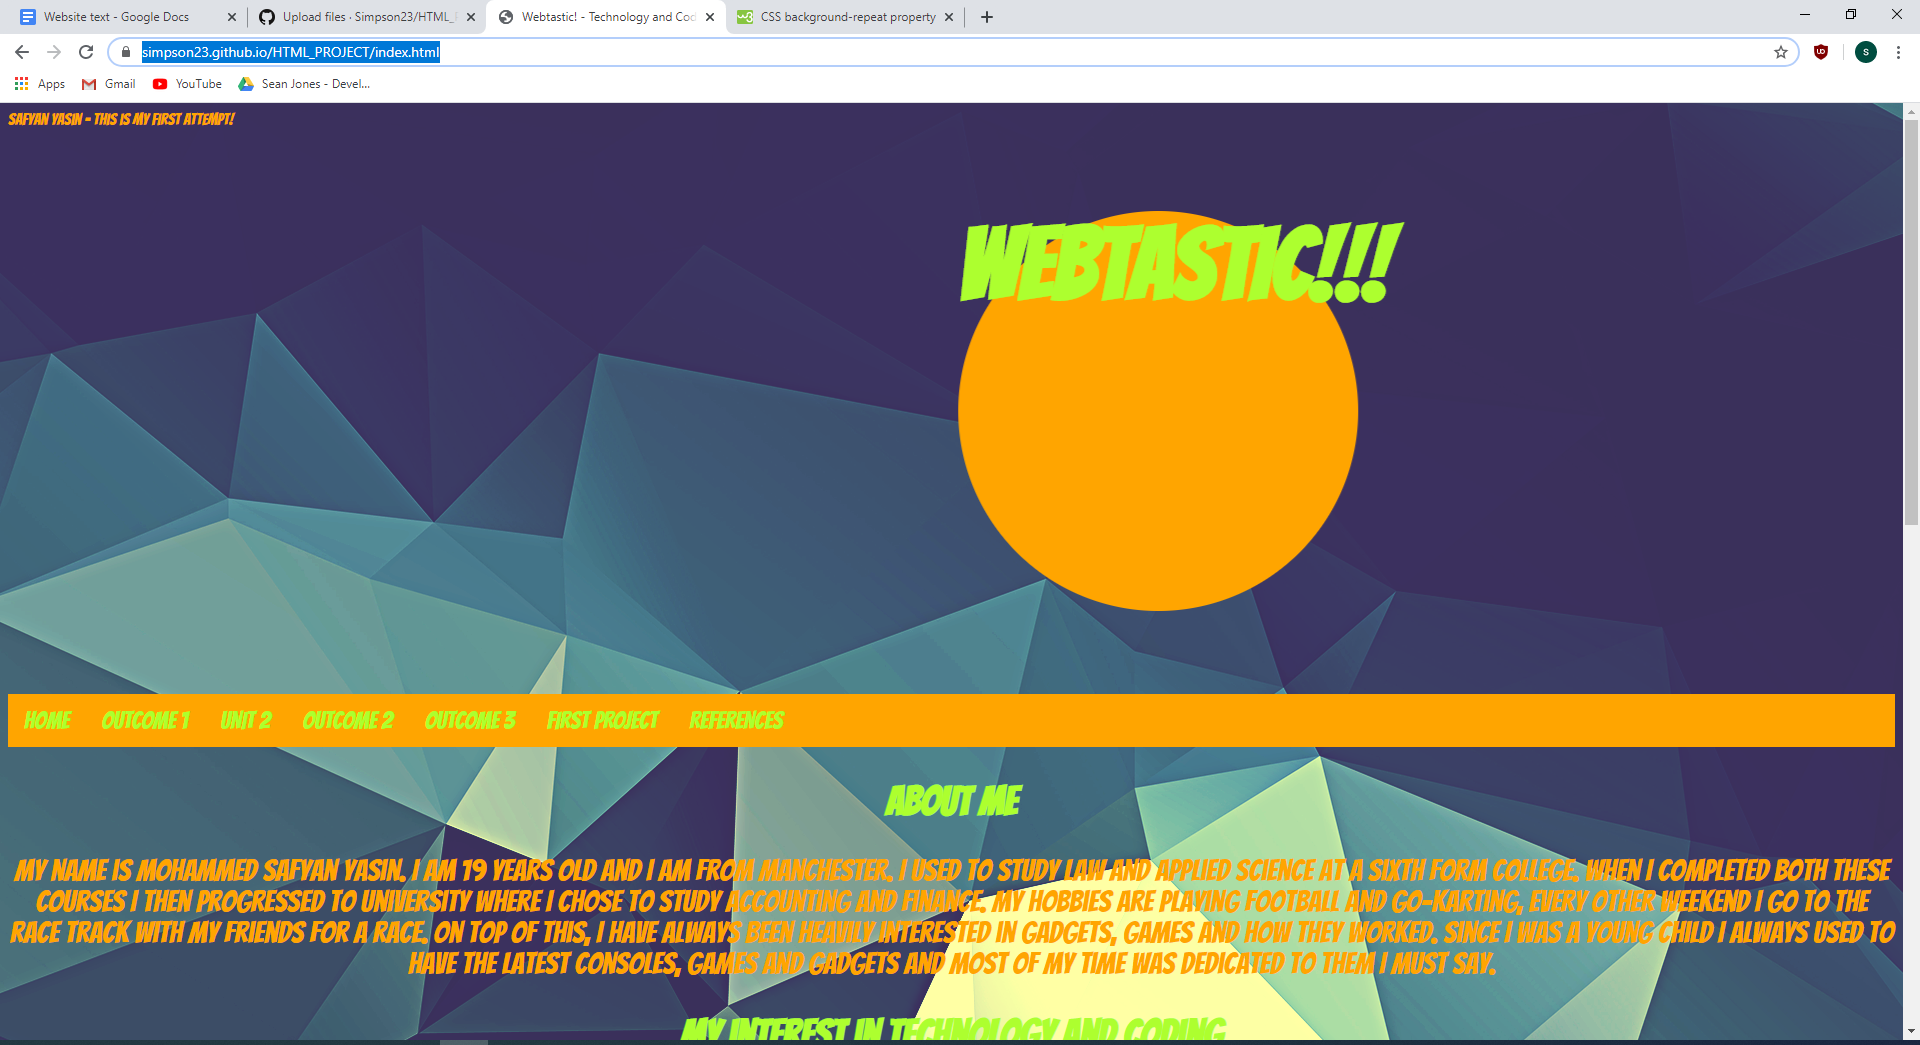 Website text - Google Docs
Upload files · Simpson23/HTML_
Webtastic! - Technology and Cod
CSS background-repeat property
simpson23.github.io/HTML_PROJECT/index.html
S
Apps
Gmail
YouTube
Sean Jones - Devel...
SAFYAN YASIN - THIS IS MY FIRST ATTEMPT!
WEBTASTIC!!!
HOME OUTCOME 1 UNIT 2 OUTCOME 2 OUTCOME 3 FIRST PROJECT REFERENCES
ABOUT ME
MY NAME IS MOHAMMED SAFYAN YASIN. I AM 19 YEARS OLD AND I AM FROM MANCHESTER. I USED TO STUDY LAW AND APPLIED SCIENCE AT A SIXTH FORM COLLEGE. WHEN I COMPLETED BOTH THESE
COURSES I THEN PROGRESSED TO UNIVERSITY WHERE I CHOSE TO STUDY ACCOUNTING AND FINANCE. MY HOBBIES ARE PLAYING FOOTBALL AND GO-KARTING, EVERY OTHER WEEKEND I GO TO THE
RACE TRACK WITH MY FRIENDS FOR A RACE. ON TOP OF THIS, I HAVE ALWAYS BEEN HEAVILY INTERESTED IN GADGETS, GAMES AND HOW THEY WORKED. SINCE I WAS A YOUNG CHILD I ALWAYS USED TO
HAVE THE LATEST CONSOLES, GAMES AND GADGETS AND MOST OF MY TIME WAS DEDICATED TO THEM I MUST SAY.
MY INTEREST IN TECHNOLOGY AND CODING